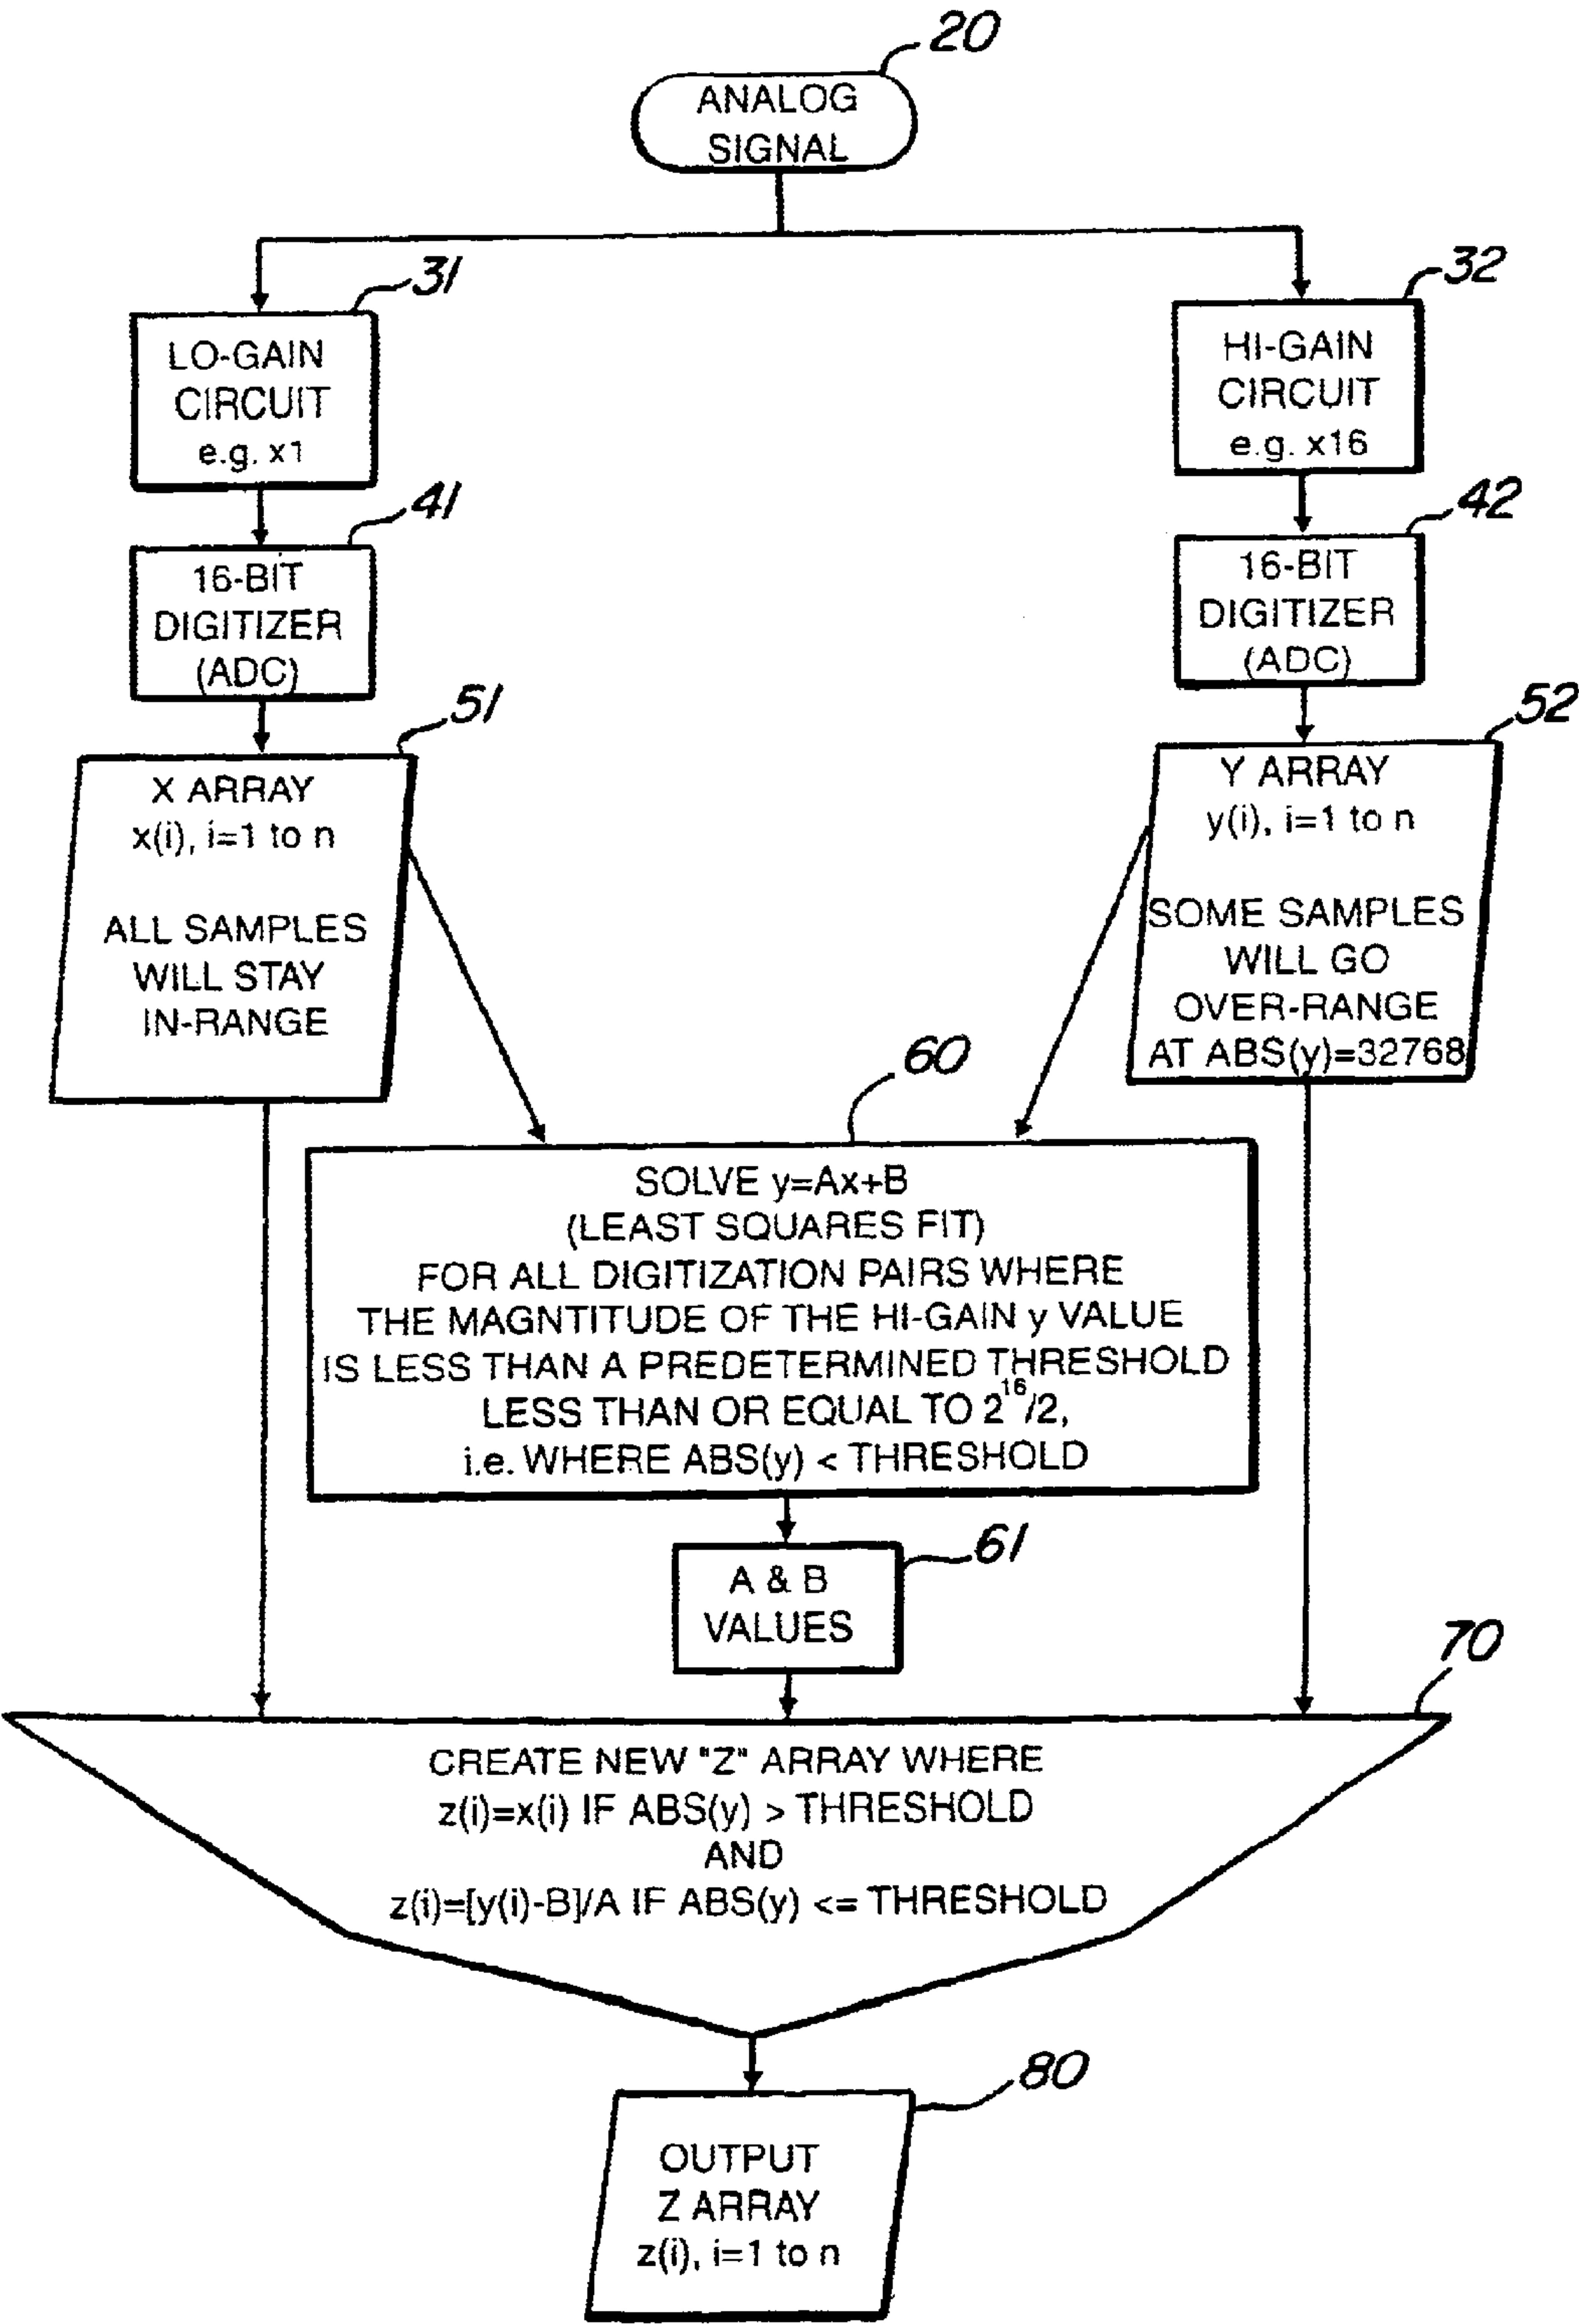 20
ANALOG
SIGNAL
31
LO-GAIN
CIRCUIT
e.g. x1
32
HI-GAIN
CIRCUIT
e.g. x16
41
16-BIT
DIGITIZER
(ADC)
42
16-BIT
DIGITIZER
(ADC)
51
X ARRAY
x(i), i=1 to n
ALL SAMPLES
WILL STAY
IN-RANGE
52
Y ARRAY
y(i), i=1 to n
SOME SAMPLES
WILL GO
OVER-RANGE
AT ABS(y)=32768
60
SOLVE y=Ax+B
(LEAST SQUARES FIT)
FOR ALL DIGITIZATION PAIRS WHERE
THE MAGNTITUDE OF THE HI-GAIN y VALUE
IS LESS THAN A PREDETERMINED THRESHOLD
LESS THAN OR EQUAL TO 2^16/2,
i.e. WHERE ABS(y) < THRESHOLD
61
A & B
VALUES
70
CREATE NEW "Z" ARRAY WHERE
z(i)=x(i) IF ABS(y) > THRESHOLD
AND
z(i)=[y(i)-B]/A IF ABS(y) <= THRESHOLD
80
OUTPUT
Z ARRAY
z(i), i=1 to n